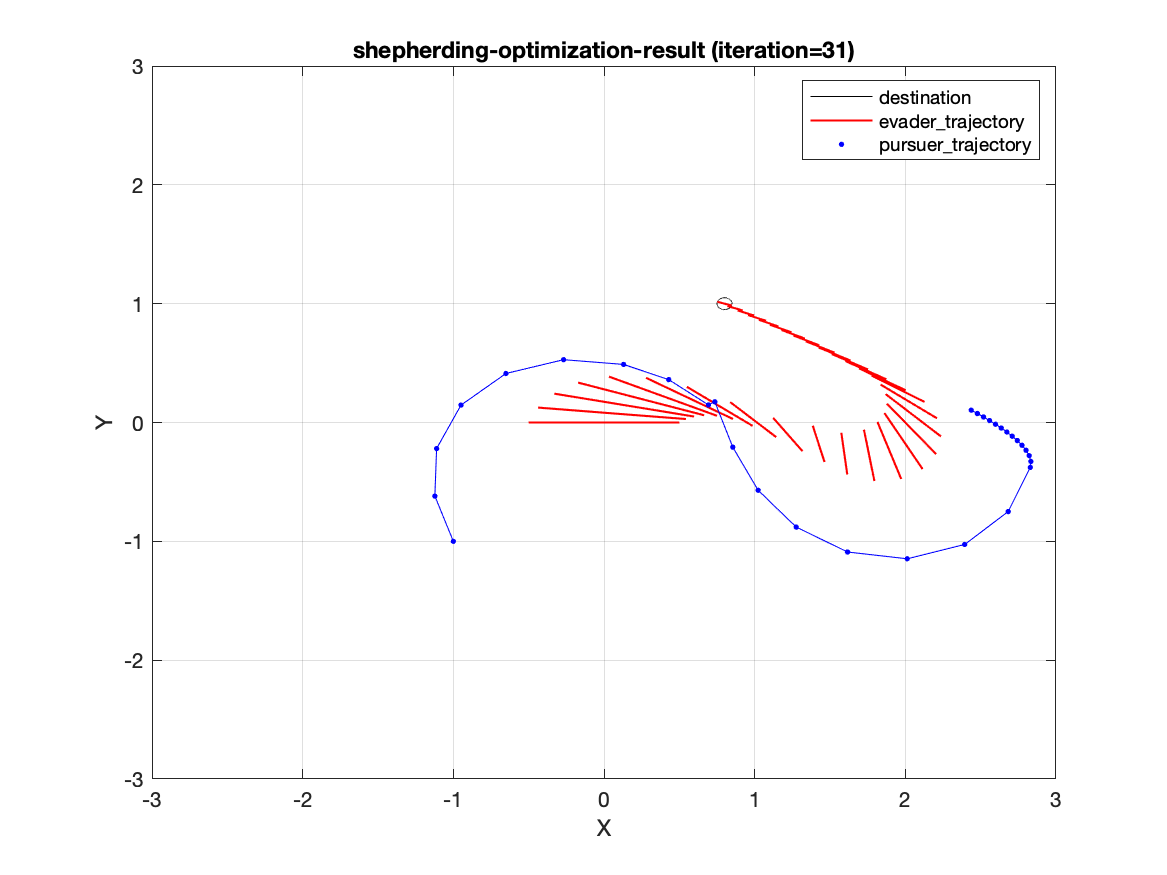 shepherding-optimization-result (iteration=31)
destination
evader_trajectory
pursuer_trajectory
3
2
1
0
-1
-2
-3
Y
-3 -2 -1 0 1 2 3
X